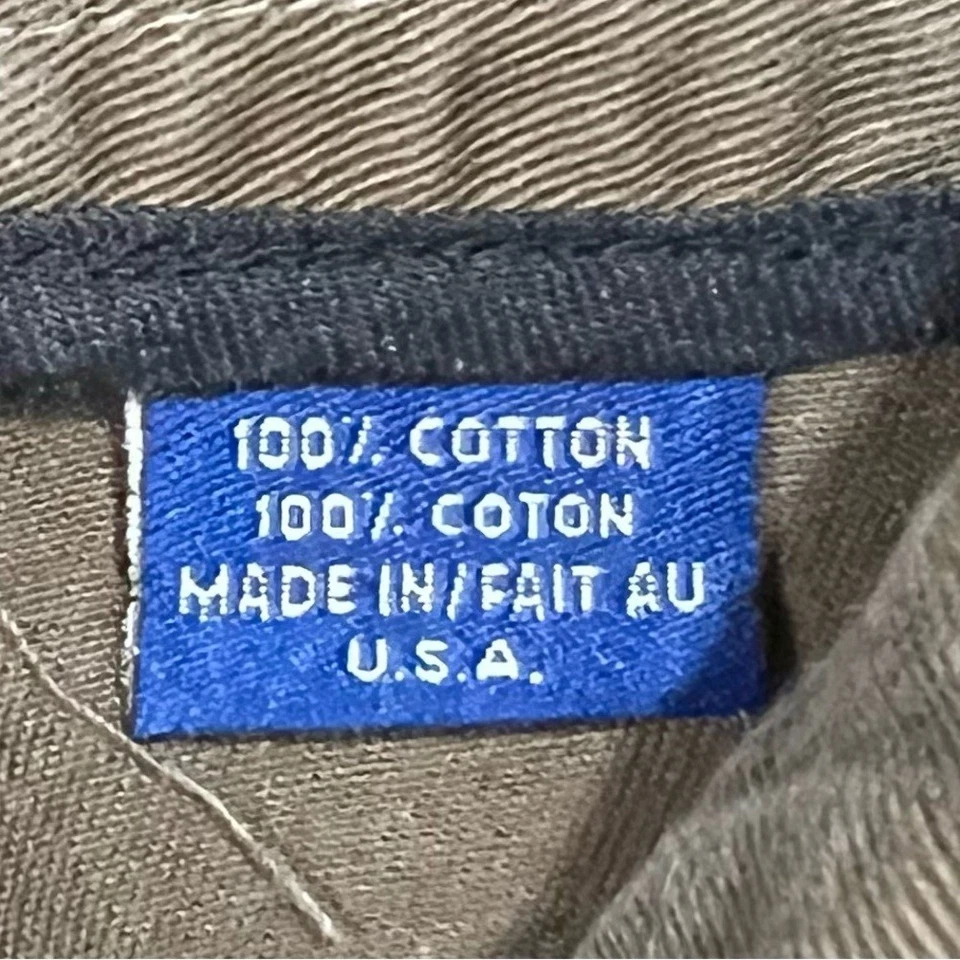 100% COTTON
100% COTON
MADE IN/FAIT AU
U.S.A.